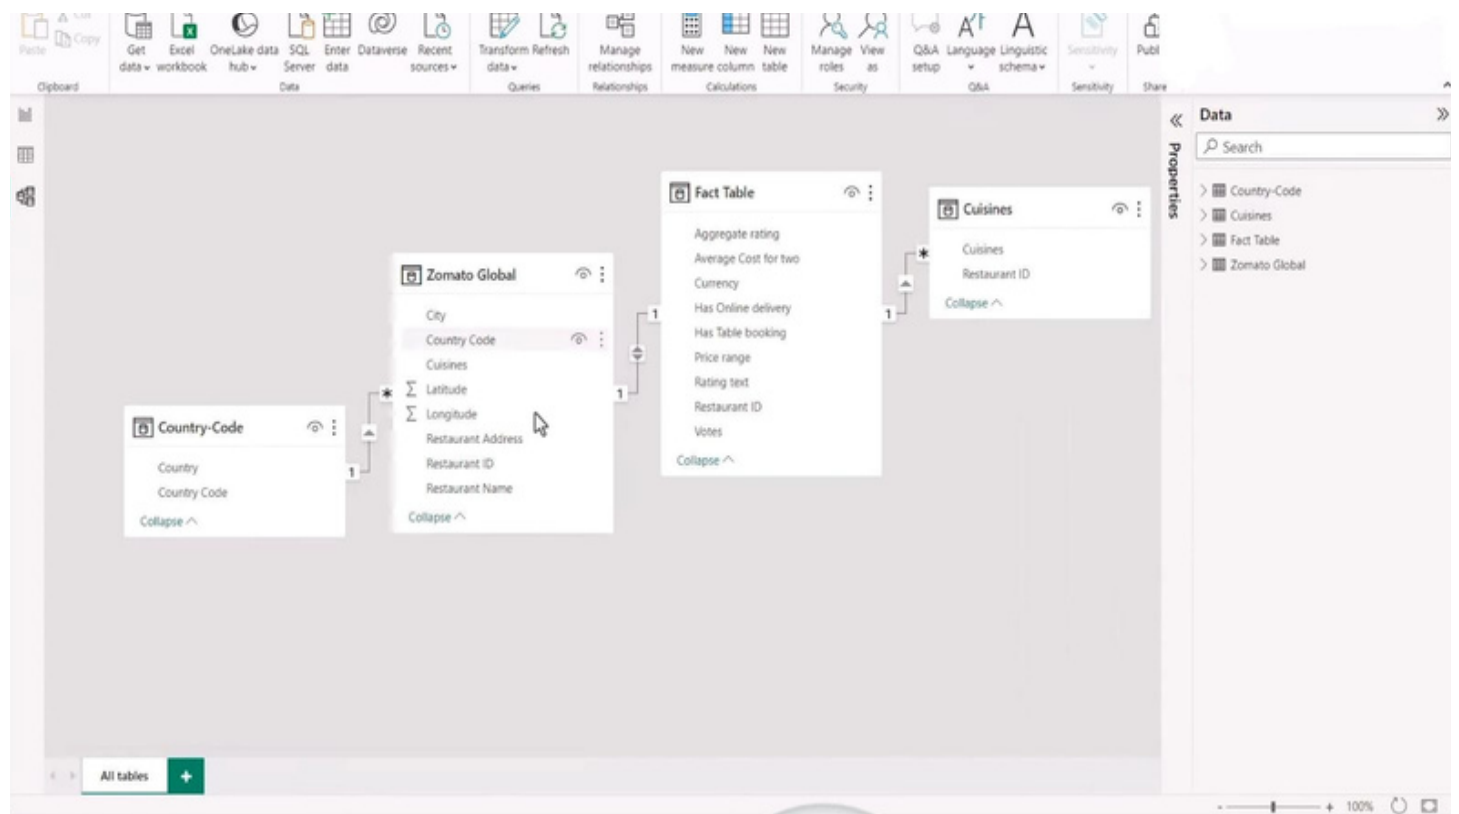 Paste
Cut
Copy
Get data
Excel workbook
OneLake data hub
SQL Server
Enter data
Dataverse
Recent sources
Transform data
Refresh
Manage relationships
New measure
New column
New table
Manage roles
View as
Q&A setup
Language
Linguistic schema
Sensitivity
Publ
Clipboard
Data
Queries
Relationships
Calculations
Security
Q&A
Sensitivity
Share
Data
Search
Properties
Country-Code
Cuisines
Fact Table
Zomato Global
Country-Code
Country
Country Code
Collapse
1
*
Zomato Global
City
Country Code
Cuisines
Σ Latitude
Σ Longitude
Restaurant Address
Restaurant ID
Restaurant Name
Collapse
1
1
Fact Table
Aggregate rating
Average Cost for two
Currency
Has Online delivery
Has Table booking
Price range
Rating text
Restaurant ID
Votes
Collapse
1
*
Cuisines
Cuisines
Restaurant ID
Collapse
All tables
+
- + 100%